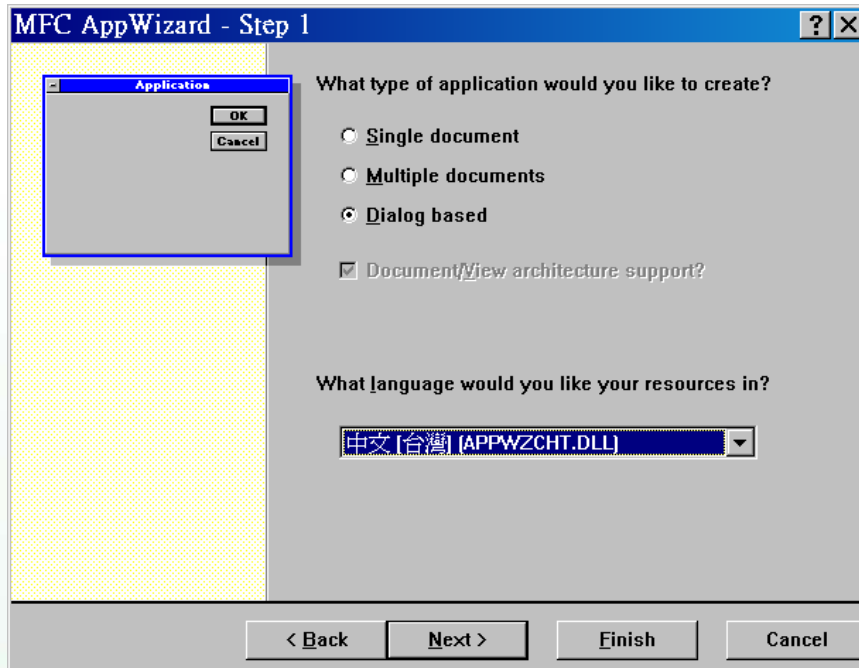 MFC AppWizard - Step 1
Application
OK
Cancel
What type of application would you like to create?
Single document
Multiple documents
Dialog based
Document/View architecture support?
What language would you like your resources in?
中文 [台灣] (APPWZCHT.DLL)
< Back
Next >
Finish
Cancel